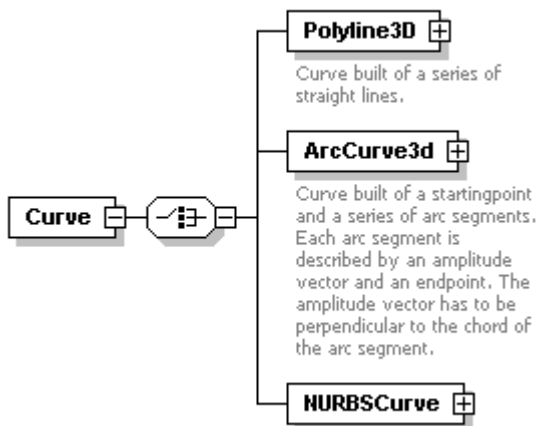 Polyline3D
Curve built of a series of
straight lines.
ArcCurve3d
Curve built of a startingpoint
and a series of arc segments.
Each arc segment is
described by an amplitude
vector and an endpoint. The
amplitude vector has to be
perpendicular to the chord of
the arc segment.
Curve
NURBSCurve